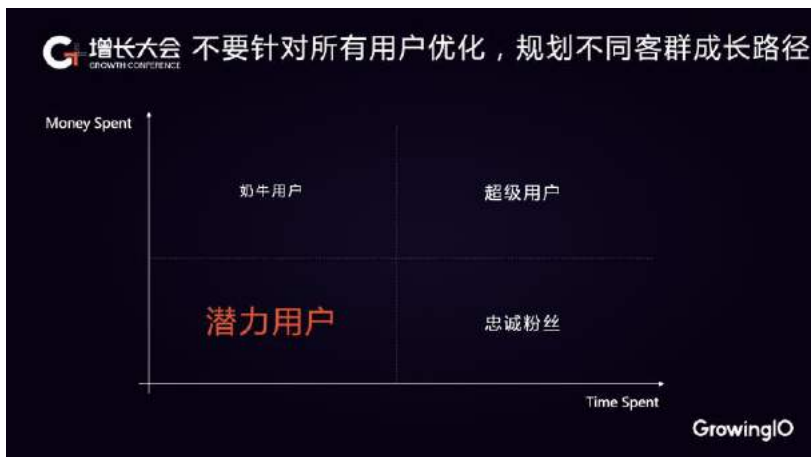 G+ 增长大会 不要针对所有用户优化，规划不同客群成长路径
GROWTH CONFERENCE
Money Spent
奶牛用户 超级用户
潜力用户 忠诚粉丝
Time Spent
GrowingIO